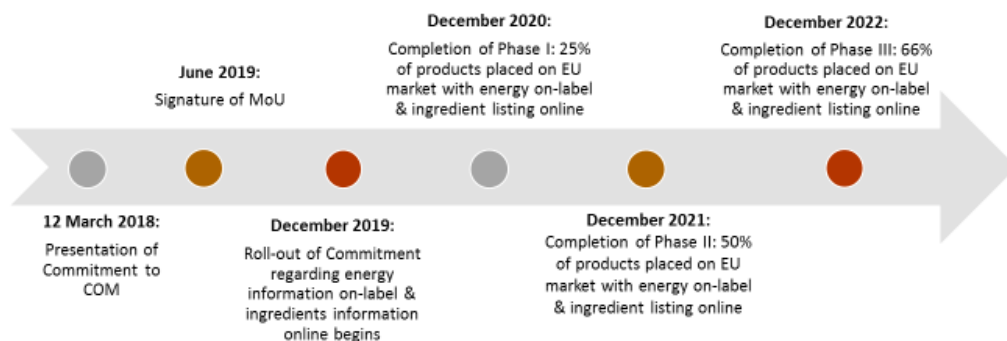 12 March 2018:
Presentation of
Commitment to
COM
June 2019:
Signature of MoU
December 2019:
Roll-out of Commitment
regarding energy
information on-label &
ingredients information
online begins
December 2020:
Completion of Phase I: 25%
of products placed on EU
market with energy on-label
& ingredient listing online
December 2021:
Completion of Phase II: 50%
of products placed on EU
market with energy on-label
& ingredient listing online
December 2022:
Completion of Phase III: 66%
of products placed on EU
market with energy on-label
& ingredient listing online